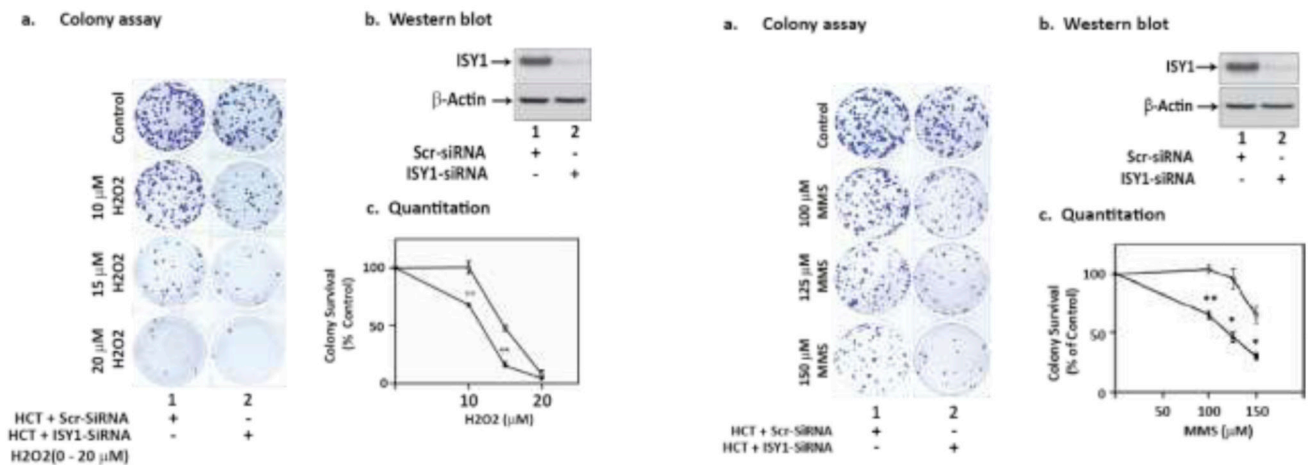 a. Colony assay
Control
10 μM
H2O2
15 μM
H2O2
20 μM
H2O2
1 2
HCT + Scr-SiRNA + -
HCT + ISY1-SiRNA - +
H2O2(0 - 20 μM)
b. Western blot
ISY1
β-Actin
1 2
Scr-siRNA + -
ISY1-siRNA - +
c. Quantitation
Colony Survival
(% Control)
100
50
0
**
**
10 20
H2O2 (μM)
a. Colony assay
Control
100 μM
MMS
125 μM
MMS
150 μM
MMS
1 2
HCT + Scr-SiRNA + -
HCT + ISY1-SiRNA - +
b. Western blot
ISY1
β-Actin
1 2
Scr-siRNA + -
ISY1-siRNA - +
c. Quantitation
Colony Survival
(% of Control)
100
50
0
**
*
*
50 100 150
MMS (μM)